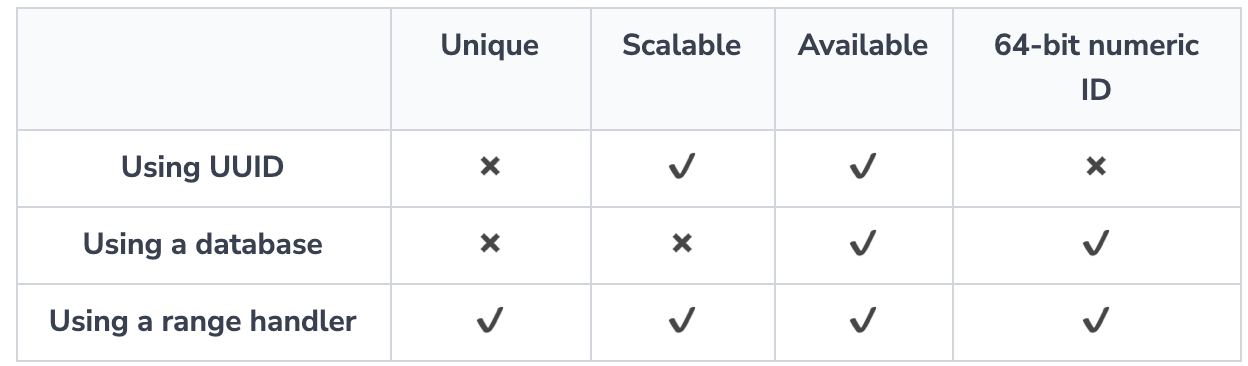 Unique Scalable Available 64-bit numeric
ID
Using UUID ✖ ✔ ✔ ✖
Using a database ✖ ✖ ✔ ✔
Using a range handler ✔ ✔ ✔ ✔